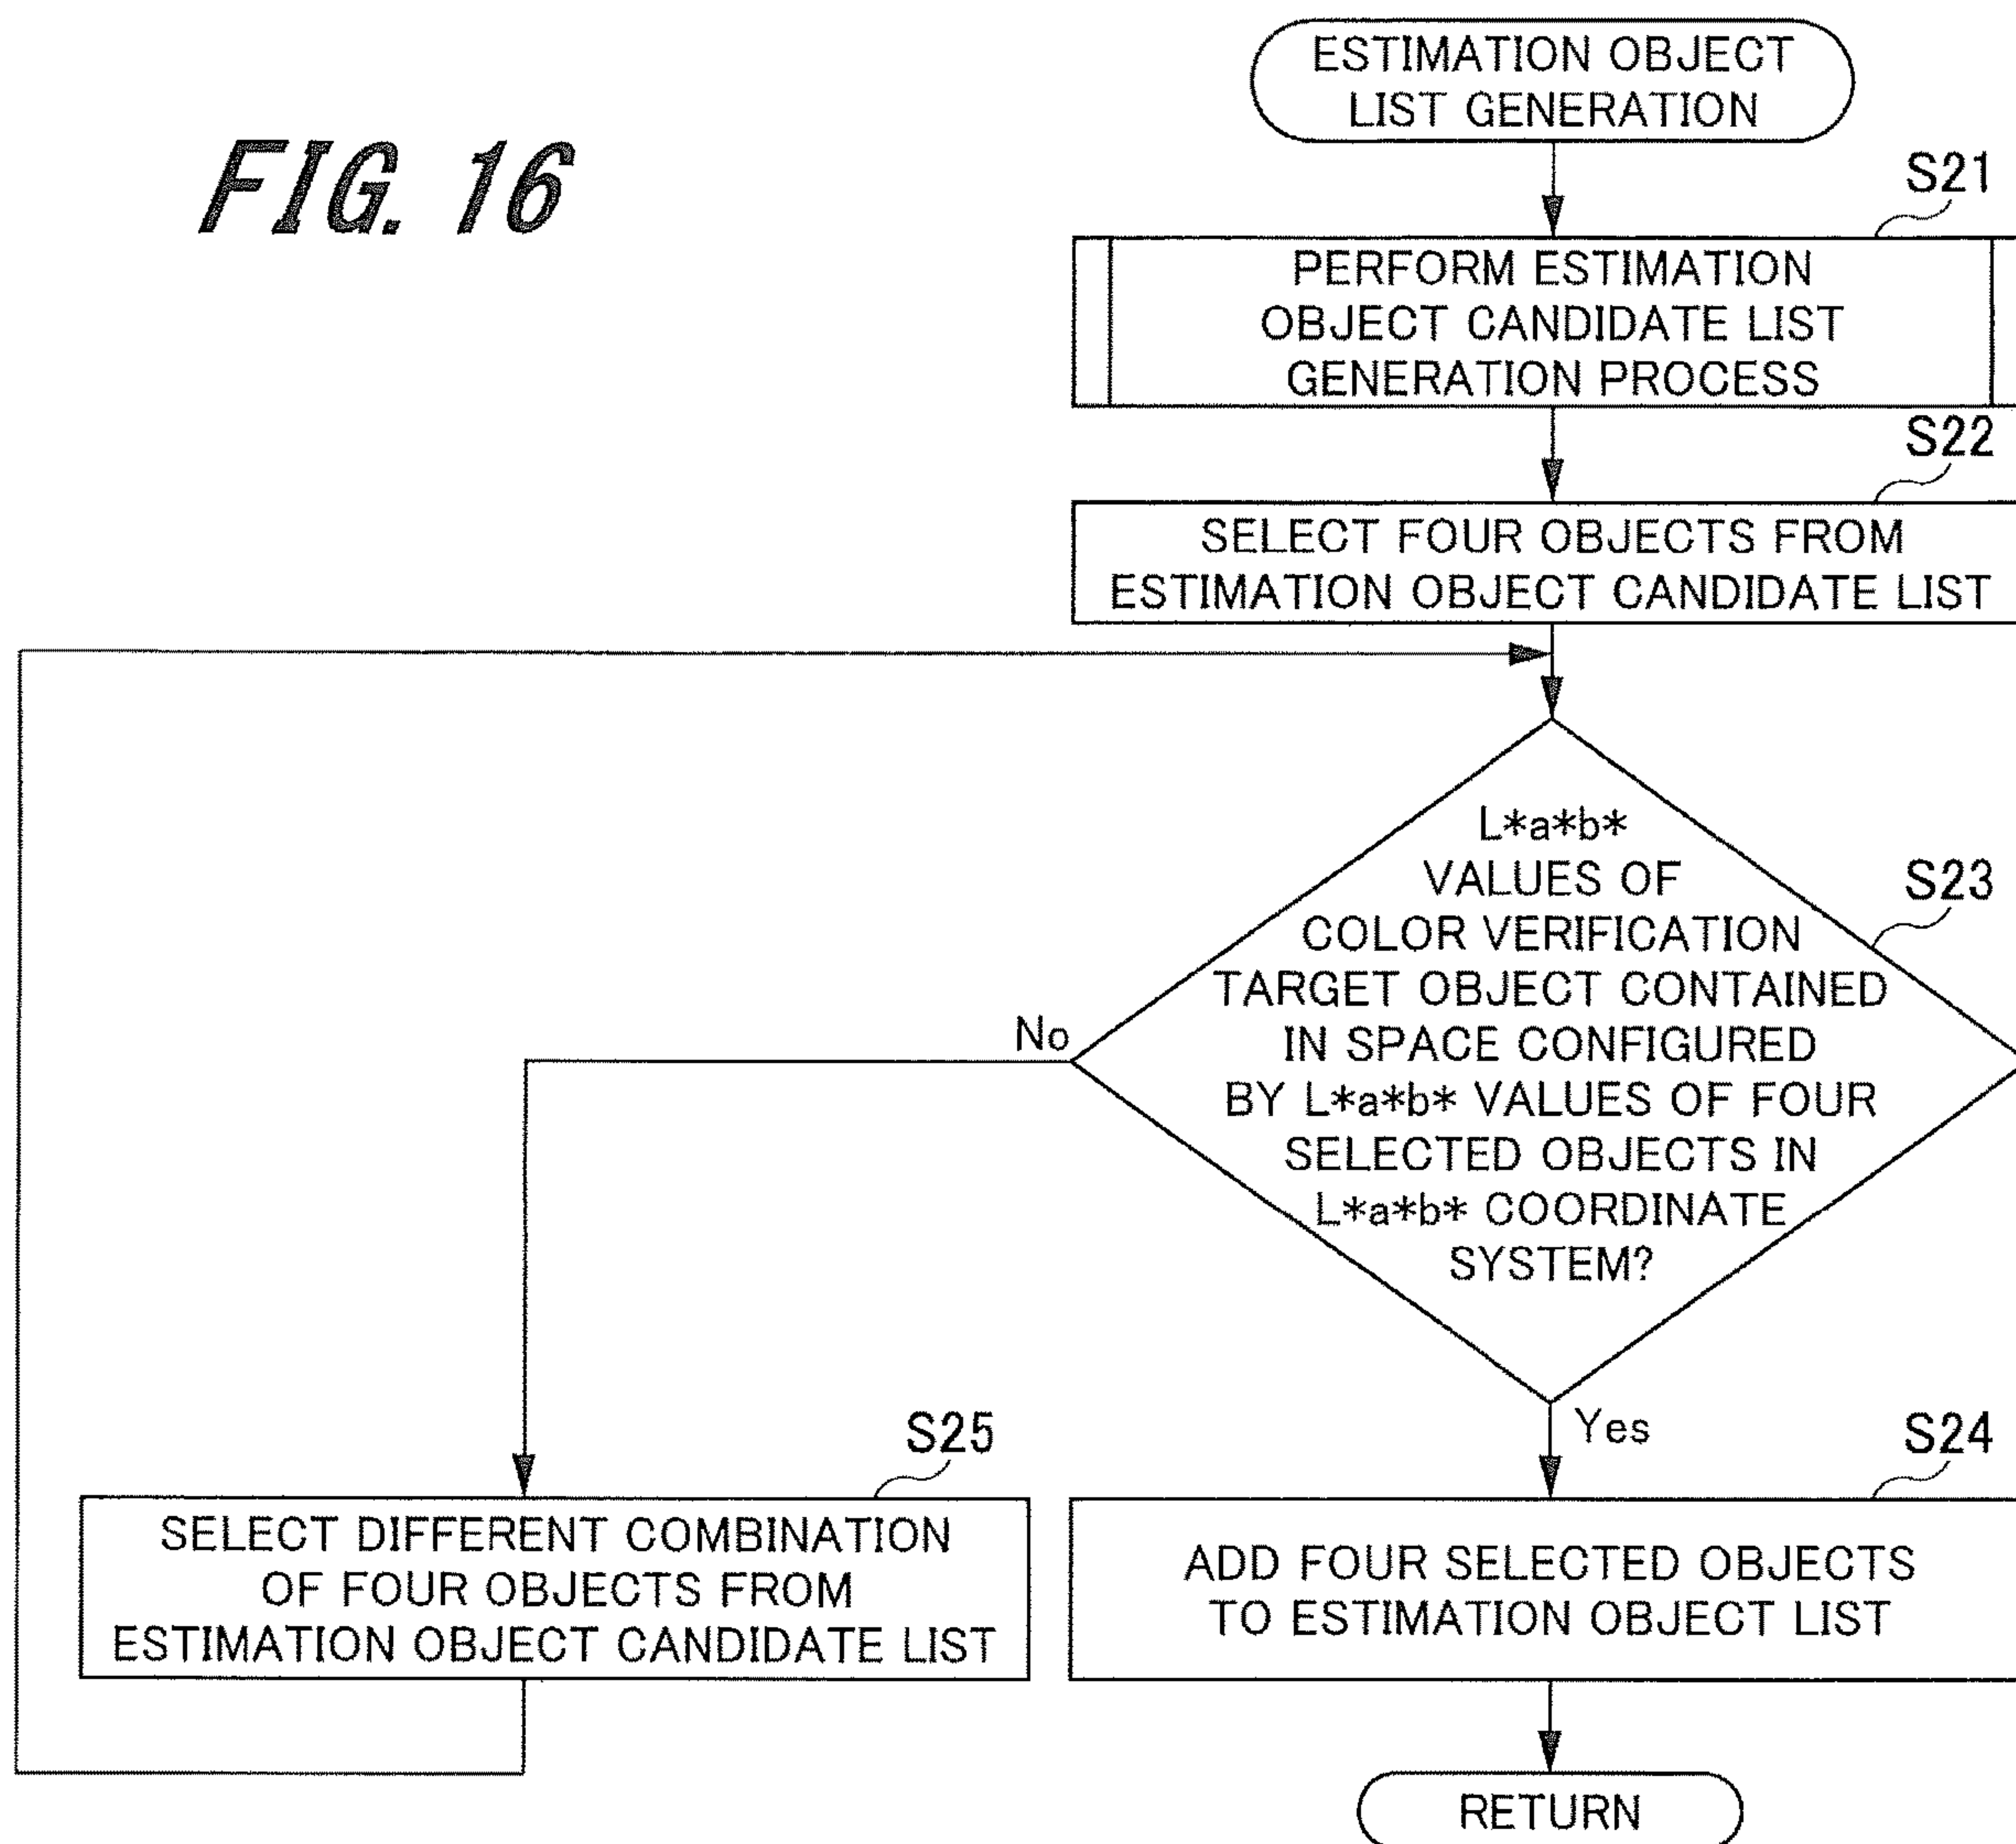 FIG. 16
ESTIMATION OBJECT
LIST GENERATION
S21
PERFORM ESTIMATION
OBJECT CANDIDATE LIST
GENERATION PROCESS
S22
SELECT FOUR OBJECTS FROM
ESTIMATION OBJECT CANDIDATE LIST
S23
L*a*b*
VALUES OF
COLOR VERIFICATION
TARGET OBJECT CONTAINED
IN SPACE CONFIGURED
BY L*a*b* VALUES OF FOUR
SELECTED OBJECTS IN
L*a*b* COORDINATE
SYSTEM?
No
Yes
S25
SELECT DIFFERENT COMBINATION
OF FOUR OBJECTS FROM
ESTIMATION OBJECT CANDIDATE LIST
S24
ADD FOUR SELECTED OBJECTS
TO ESTIMATION OBJECT LIST
RETURN